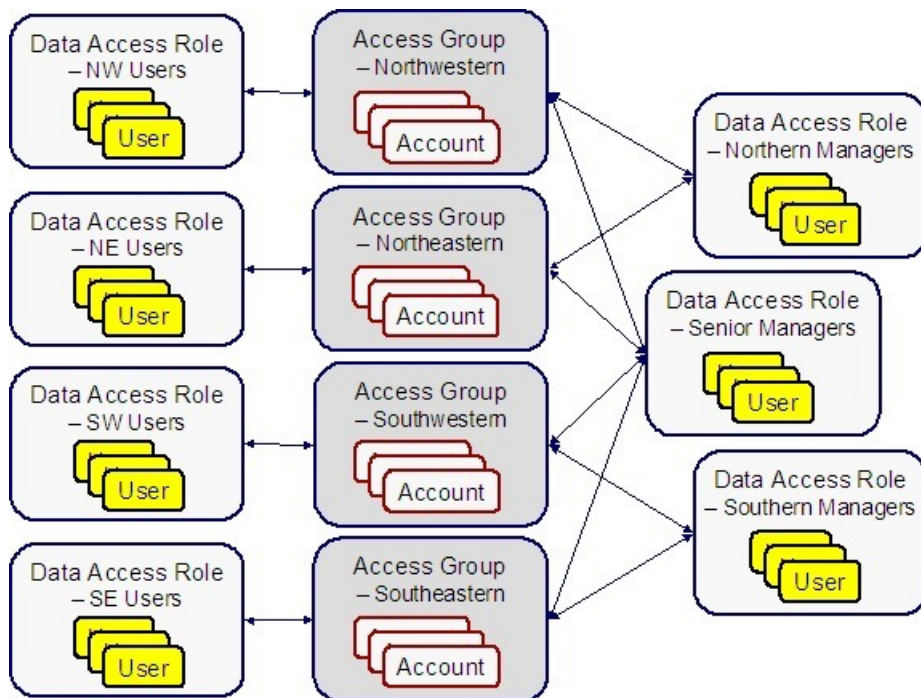 Data Access Role
– NW Users
User
Access Group
– Northwestern
Account
Data Access Role
– Northern Managers
User
Data Access Role
– NE Users
User
Access Group
– Northeastern
Account
Data Access Role
– Senior Managers
User
Data Access Role
– SW Users
User
Access Group
– Southwestern
Account
Data Access Role
– Southern Managers
User
Data Access Role
– SE Users
User
Access Group
– Southeastern
Account